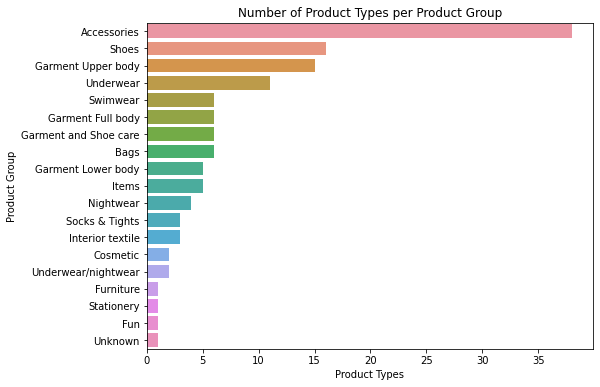 Number of Product Types per Product Group
Product Group
Accessories
Shoes
Garment Upper body
Underwear
Swimwear
Garment Full body
Garment and Shoe care
Bags
Garment Lower body
Items
Nightwear
Socks & Tights
Interior textile
Cosmetic
Underwear/nightwear
Furniture
Stationery
Fun
Unknown
0 5 10 15 20 25 30 35
Product Types